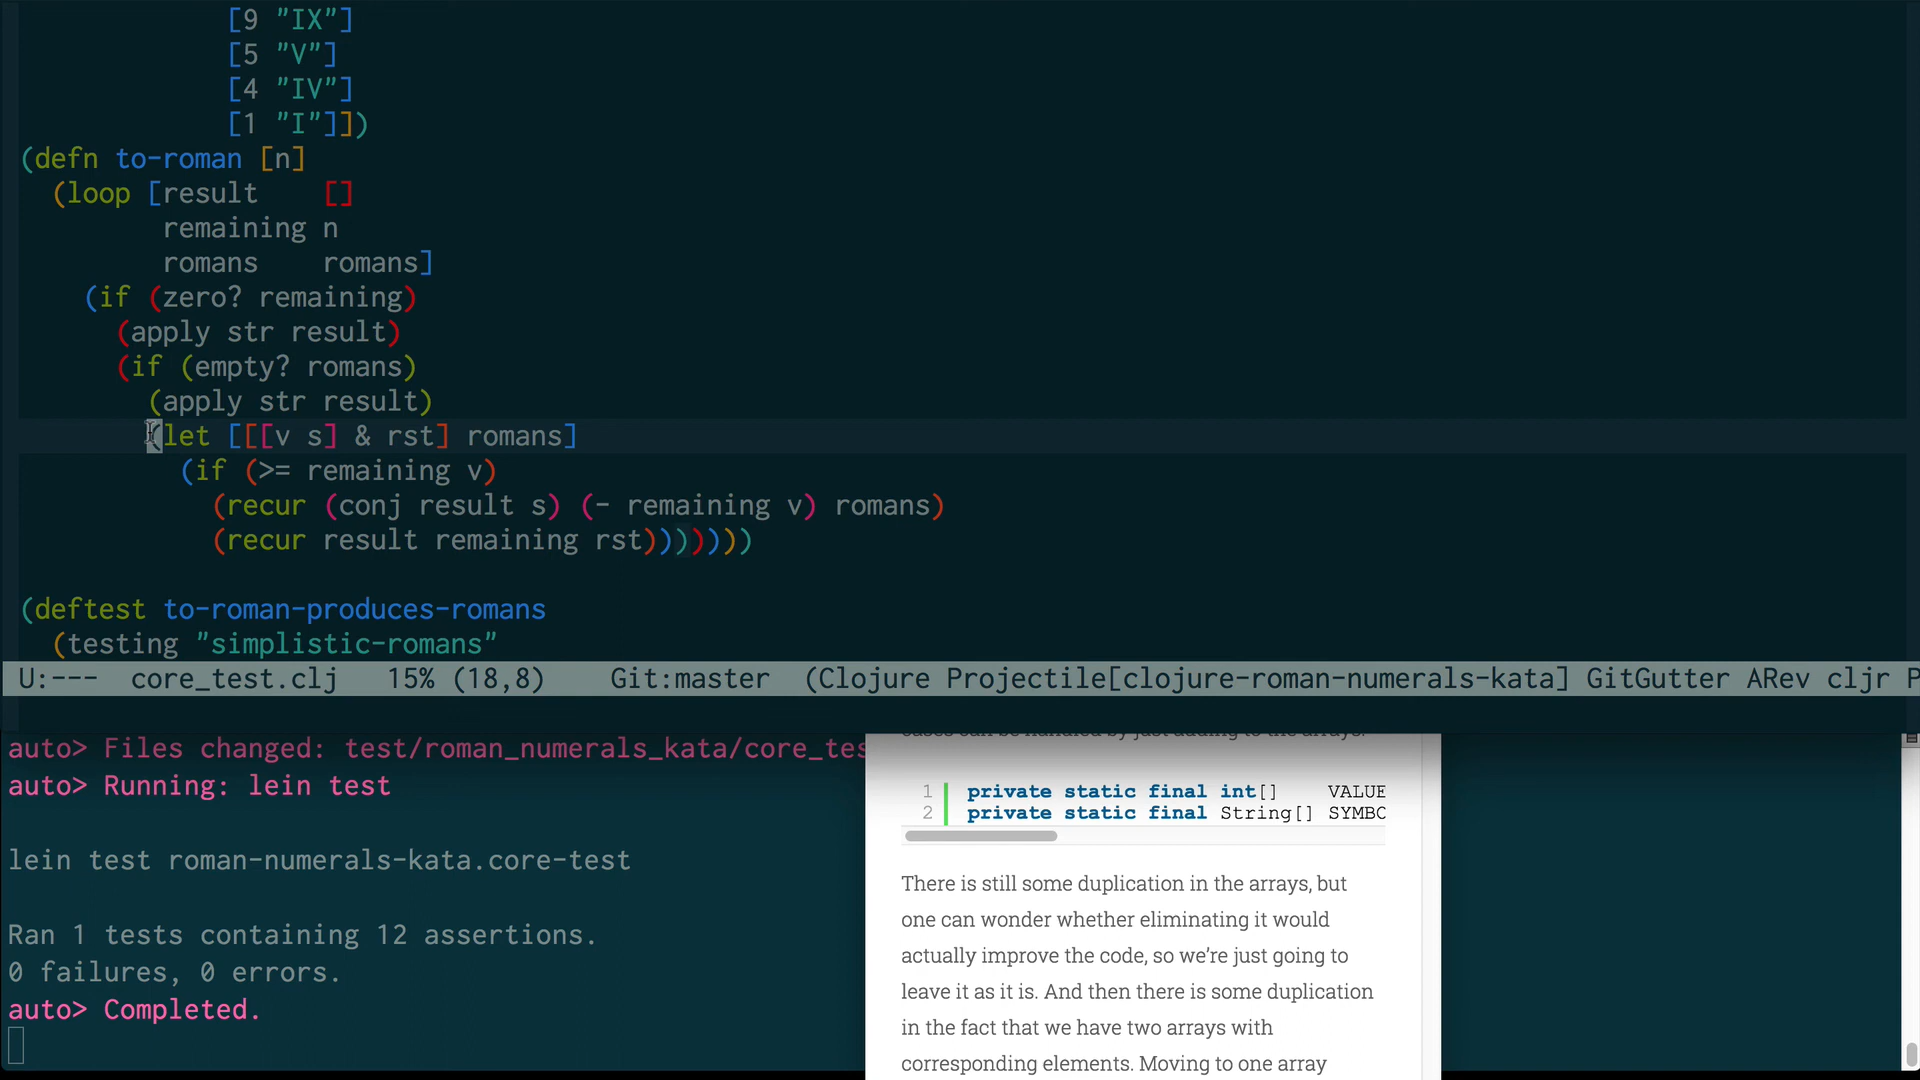 [9 "IX"]
[5 "V"]
[4 "IV"]
[1 "I"]])
(defn to-roman [n]
  (loop [result    []
         remaining n
         romans    romans]
    (if (zero? remaining)
      (apply str result)
      (if (empty? romans)
        (apply str result)
        (let [[[v s] & rst] romans]
          (if (>= remaining v)
            (recur (conj result s) (- remaining v) romans)
            (recur result remaining rst))))))))
(deftest to-roman-produces-romans
  (testing "simplistic-romans"
U:---  core_test.clj   15% (18,8)    Git:master  (Clojure Projectile[clojure-roman-numerals-kata] GitGutter ARev cljr P
auto> Files changed: test/roman_numerals_kata/core_tes
auto> Running: lein test
lein test roman-numerals-kata.core-test
Ran 1 tests containing 12 assertions.
0 failures, 0 errors.
auto> Completed.
1 private static final int[]    VALUE
2 private static final String[] SYMBO
There is still some duplication in the arrays, but
one can wonder whether eliminating it would
actually improve the code, so we’re just going to
leave it as it is. And then there is some duplication
in the fact that we have two arrays with
corresponding elements. Moving to one array